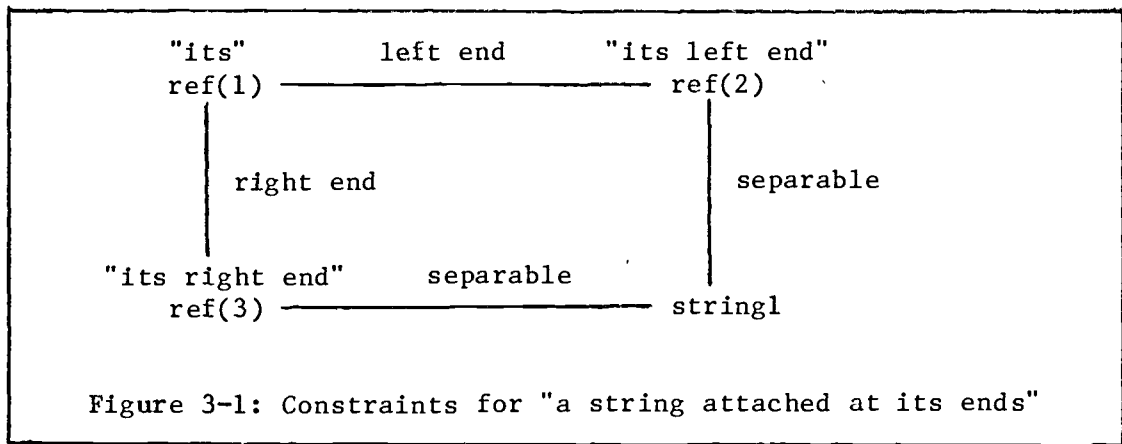 "its" left end "its left end"
ref(1) ref(2)
right end separable
"its right end" separable
ref(3) string1
Figure 3-1: Constraints for "a string attached at its ends"